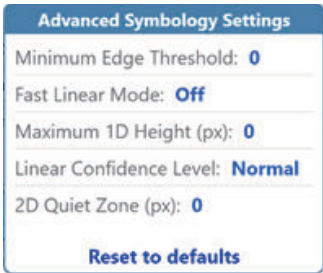 Advanced Symbology Settings
Minimum Edge Threshold: 0
Fast Linear Mode: Off
Maximum 1D Height (px): 0
Linear Confidence Level: Normal
2D Quiet Zone (px): 0
Reset to defaults